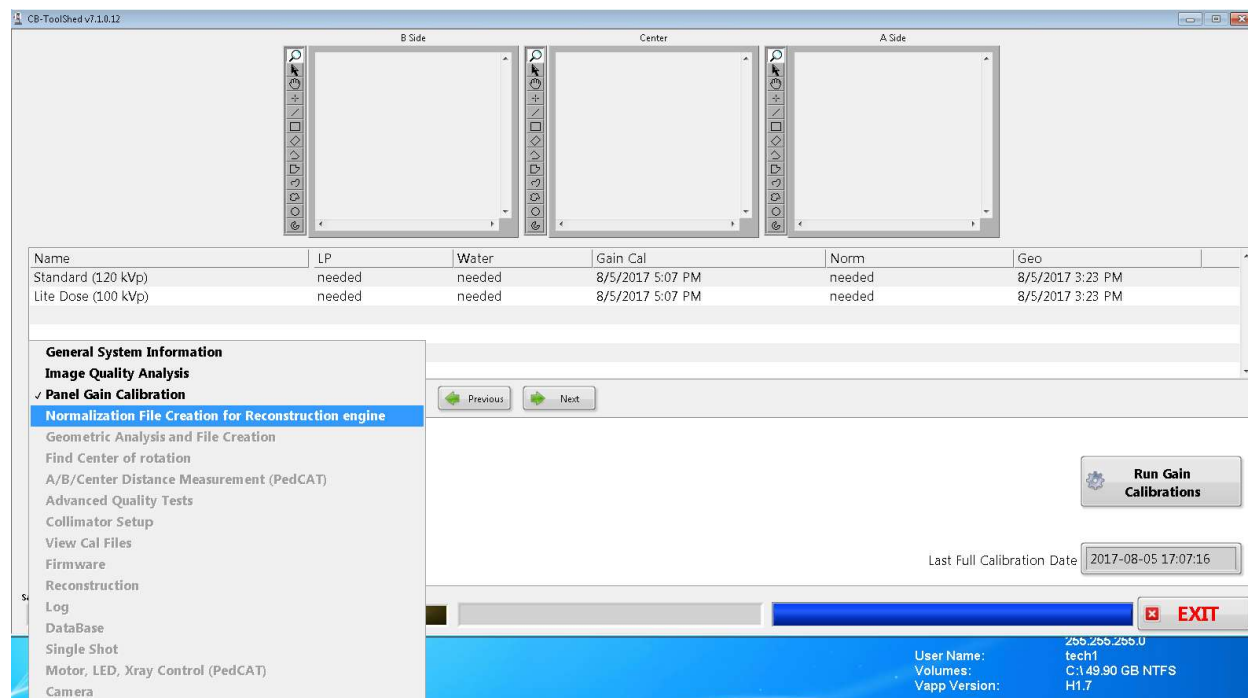 CB-ToolShed v7.1.0.12
B Side Center A Side
Name LP Water Gain Cal Norm Geo
Standard (120 kVp) needed needed 8/5/2017 5:07 PM needed 8/5/2017 3:23 PM
Lite Dose (100 kVp) needed needed 8/5/2017 5:07 PM needed 8/5/2017 3:23 PM
General System Information
Image Quality Analysis
✓ Panel Gain Calibration
Previous Next
Normalization File Creation for Reconstruction engine
Geometric Analysis and File Creation
Find Center of rotation
A/B/Center Distance Measurement (PedCAT)
Advanced Quality Tests
Collimator Setup
View Cal Files
Firmware
Reconstruction
Log
DataBase
Single Shot
Motor, LED, Xray Control (PedCAT)
Camera
Run Gain
Calibrations
Last Full Calibration Date 2017-08-05 17:07:16
EXIT
255.255.255.0
User Name: tech1
Volumes: C:\ 49.90 GB NTFS
Vapp Version: H1.7